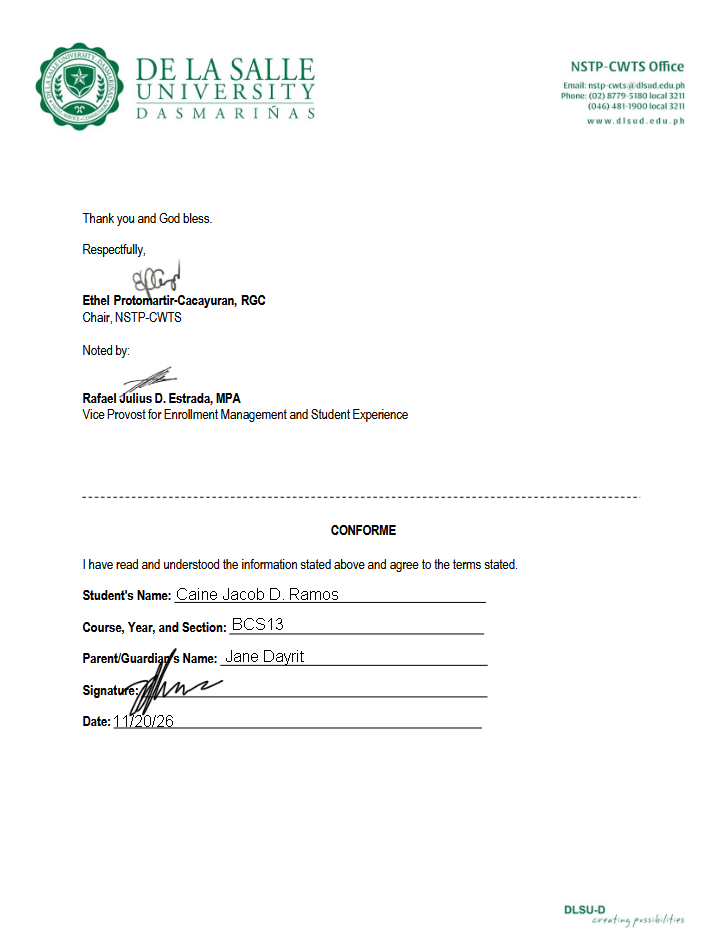 DE LA SALLE
UNIVERSITY
DASMARIÑAS
NSTP-CWTS Office
Email: nstp-cwts@dlsud.edu.ph
Phone: (02) 8779-5180 local 3211
(046) 481-1900 local 3211
www.dlsud.edu.ph
Thank you and God bless.
Respectfully,
Ethel Protomartir-Cacayuran, RGC
Chair, NSTP-CWTS
Noted by:
Rafael Julius D. Estrada, MPA
Vice Provost for Enrollment Management and Student Experience
CONFORME
I have read and understood the information stated above and agree to the terms stated.
Student's Name: Caine Jacob D. Ramos
Course, Year, and Section: BCS13
Parent/Guardian's Name: Jane Dayrit
Signature:
Date: 11/20/26
DLSU-D
creating possibilities